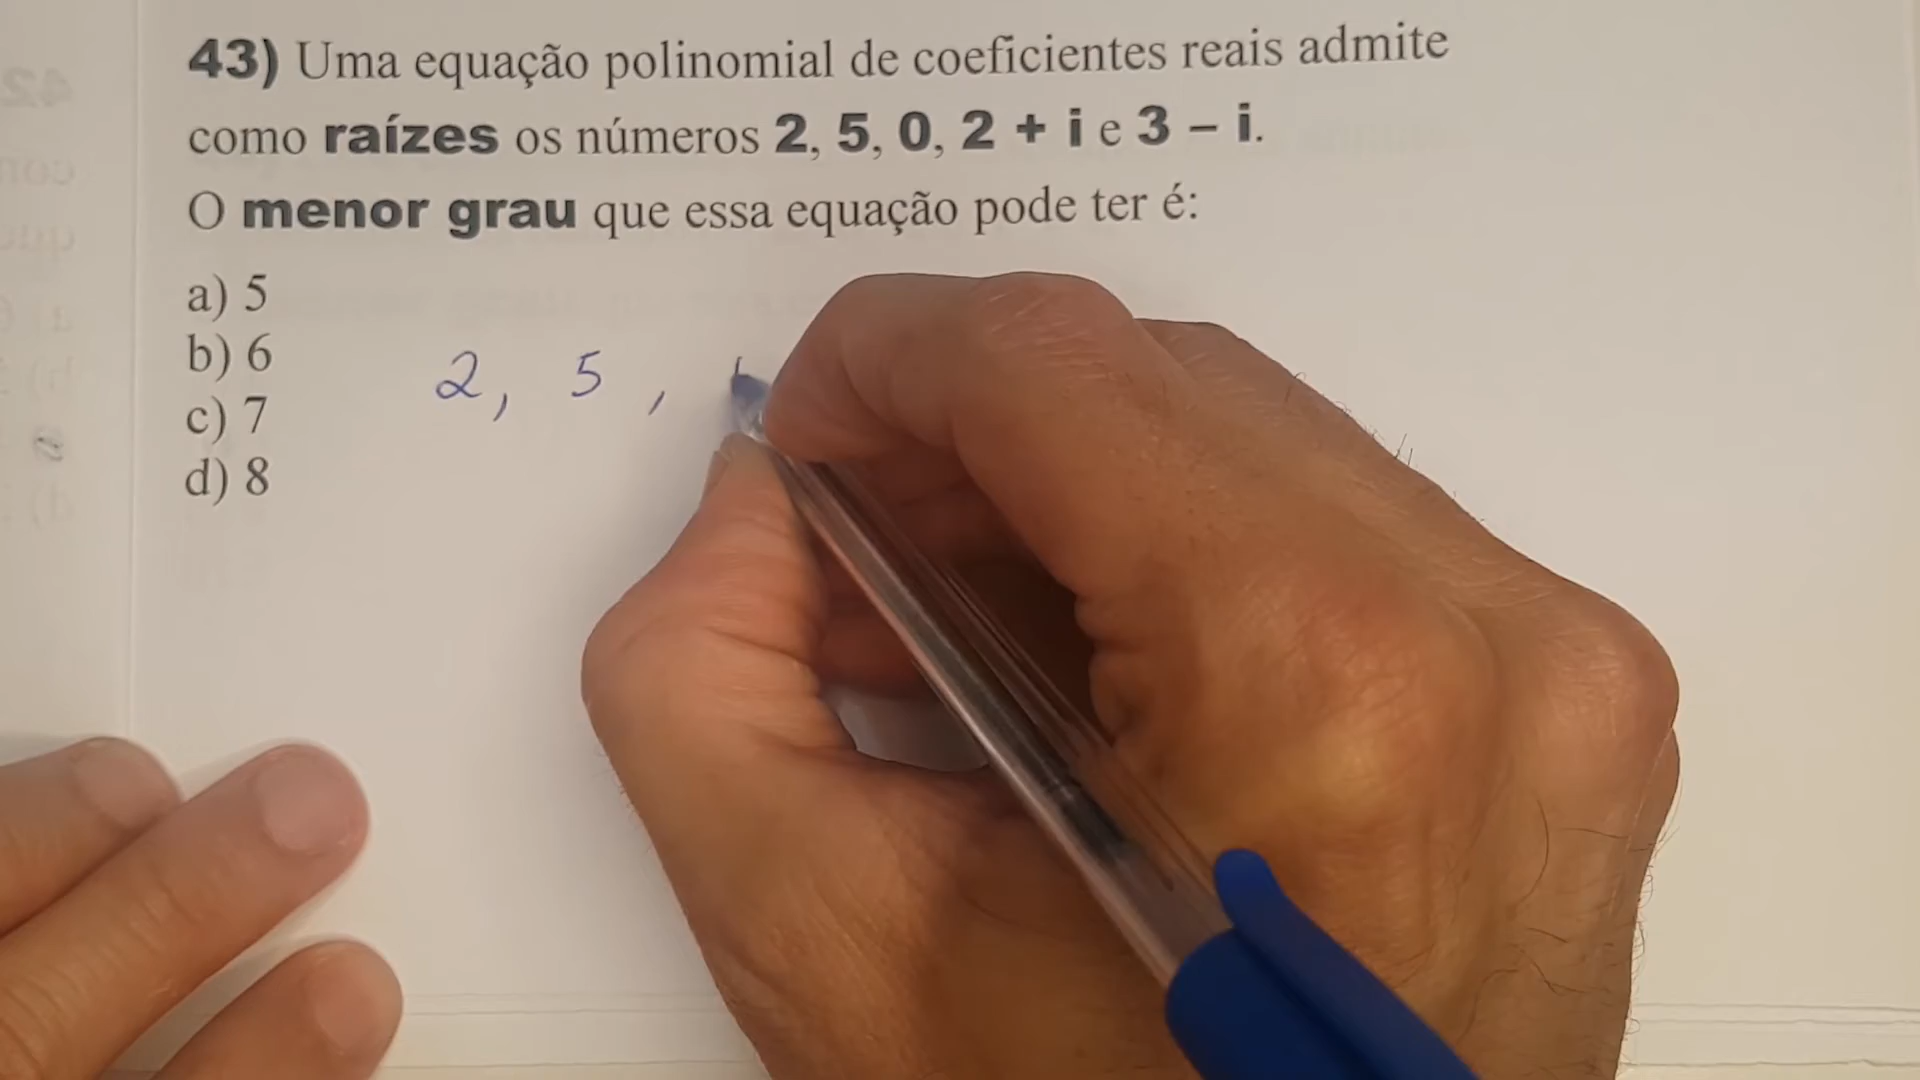 43) Uma equação polinomial de coeficientes reais admite
como raízes os números 2, 5, 0, 2 + i e 3 – i.
O menor grau que essa equação pode ter é:
a) 5
b) 6
c) 7
d) 8
2, 5,